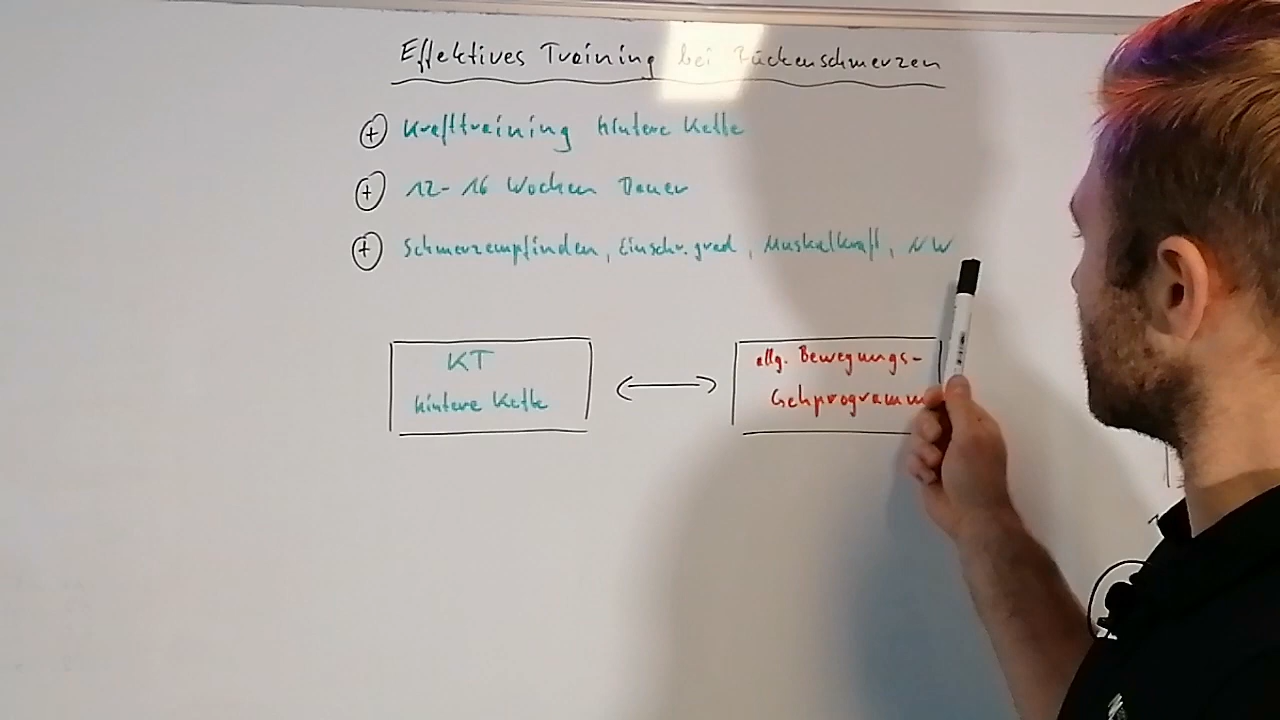 Effektives Training bei Rückenschmerzen
+ Krafttraining hintere Kette
+ 12-16 Wochen Dauer
+ Schmerzempfinden, Einschr.grad, Muskelkraft, NW
KT
hintere Kette
allg. Bewegungs-
Gehprogramm